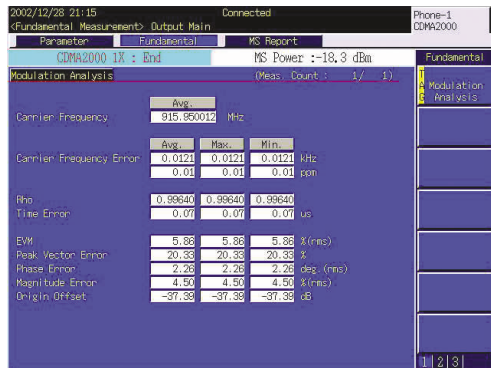 2002/12/28 21:15 Connected Phone-1
<Fundamental Measurement> Output Main CDMA2000
Parameter Fundamental MS Report
CDMA2000 1X : End MS Power :-18.3 dBm Fundamental
Modulation Analysis (Meas. Count : 1/ 1)
TAG Modulation Analysis
Avg.
Carrier Frequency 915.950012 MHz
Avg. Max. Min.
Carrier Frequency Error 0.0121 0.0121 0.0121 kHz
0.01 0.01 0.01 ppm
Rho 0.99640 0.99640 0.99640
Time Error 0.07 0.07 0.07 us
EVM 5.86 5.86 5.86 %(rms)
Peak Vector Error 20.33 20.33 20.33 %
Phase Error 2.26 2.26 2.26 deg.(rms)
Magnitude Error 4.50 4.50 4.50 %(rms)
Origin Offset -37.39 -37.39 -37.39 dB
1 2 3